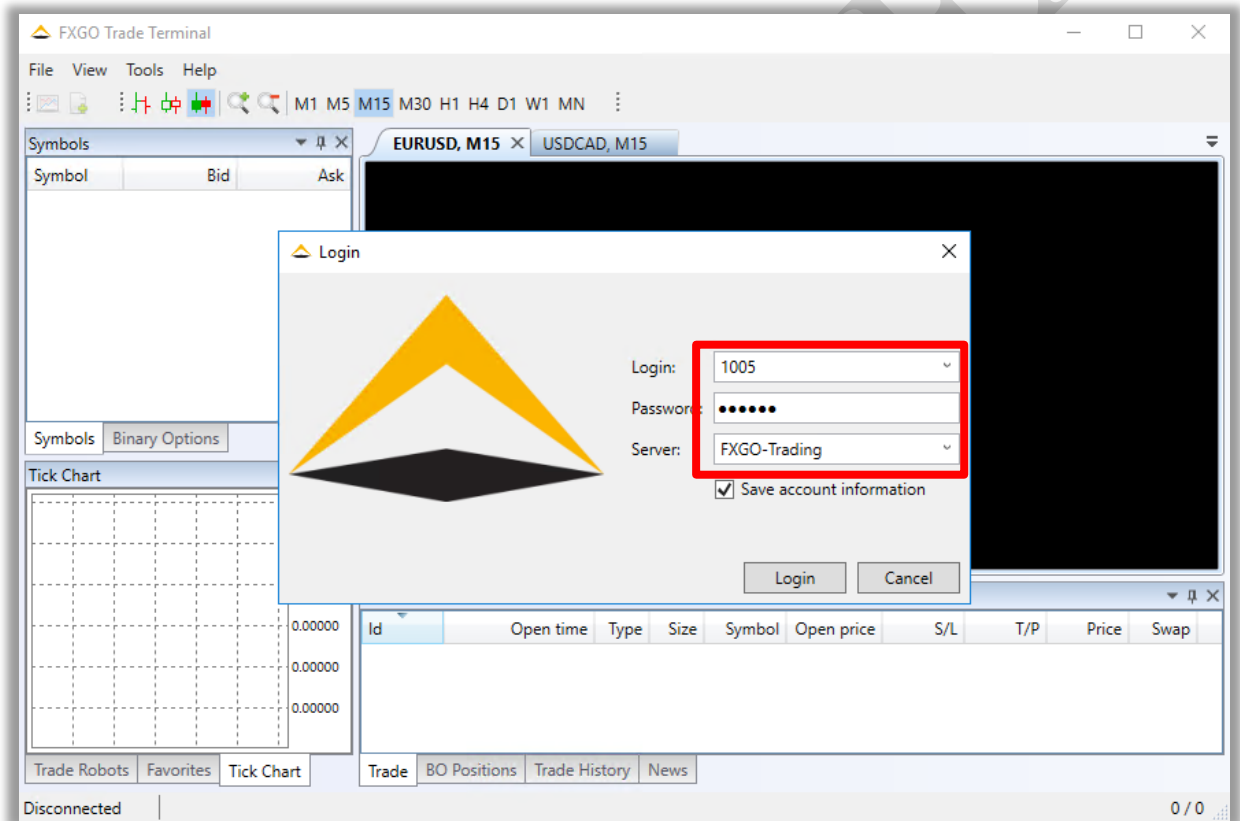 FXGO Trade Terminal
File View Tools Help
M1 M5 M15 M30 H1 H4 D1 W1 MN
Symbols
EURUSD, M15 USDCAD, M15
Symbol Bid Ask
Login
Login: 1005
Password: ●●●●●●
Server: FXGO-Trading
Save account information
Login Cancel
Symbols Binary Options
Tick Chart
0.00000
0.00000
0.00000
Id Open time Type Size Symbol Open price S/L T/P Price Swap
Trade Robots Favorites Tick Chart
Trade BO Positions Trade History News
Disconnected 0 / 0